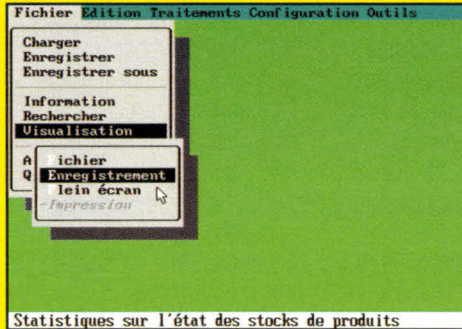 Fichier Edition Traitements Configuration Outils
Charger
Enregistrer
Enregistrer sous
Information
Rechercher
Visualisation
A
Q
Fichier
Enregistrement
Plein écran
-Impression
Statistiques sur l'état des stocks de produits